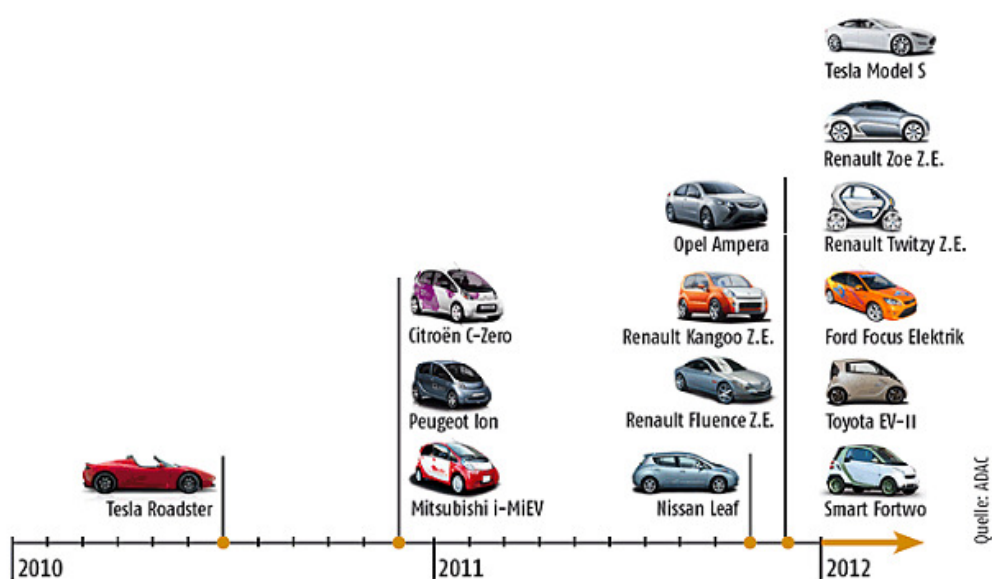 Tesla Model S
Renault Zoe Z.E.
Opel Ampera
Renault Twitzy Z.E.
Citroën C-Zero
Renault Kangoo Z.E.
Ford Focus Elektrik
Peugeot Ion
Renault Fluence Z.E.
Toyota EV-II
Tesla Roadster
Mitsubishi i-MiEV
Nissan Leaf
Smart Fortwo
Quelle: ADAC
2010
2011
2012